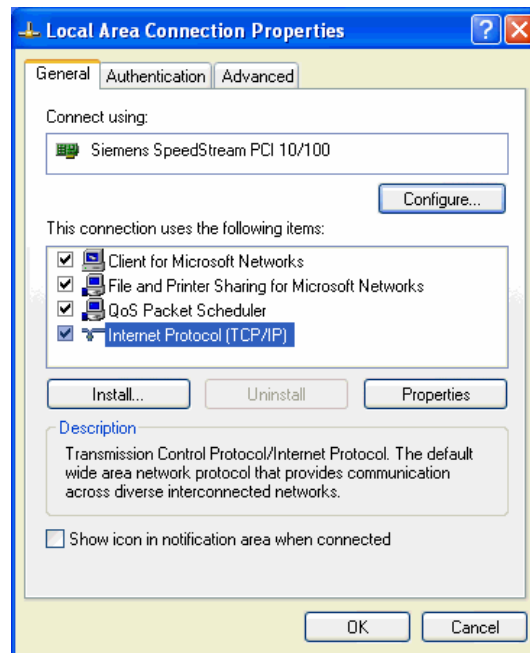 Local Area Connection Properties
General Authentication Advanced
Connect using:
Siemens SpeedStream PCI 10/100
Configure...
This connection uses the following items:
Client for Microsoft Networks
File and Printer Sharing for Microsoft Networks
QoS Packet Scheduler
Internet Protocol (TCP/IP)
Install... Uninstall Properties
Description
Transmission Control Protocol/Internet Protocol. The default
wide area network protocol that provides communication
across diverse interconnected networks.
Show icon in notification area when connected
OK Cancel